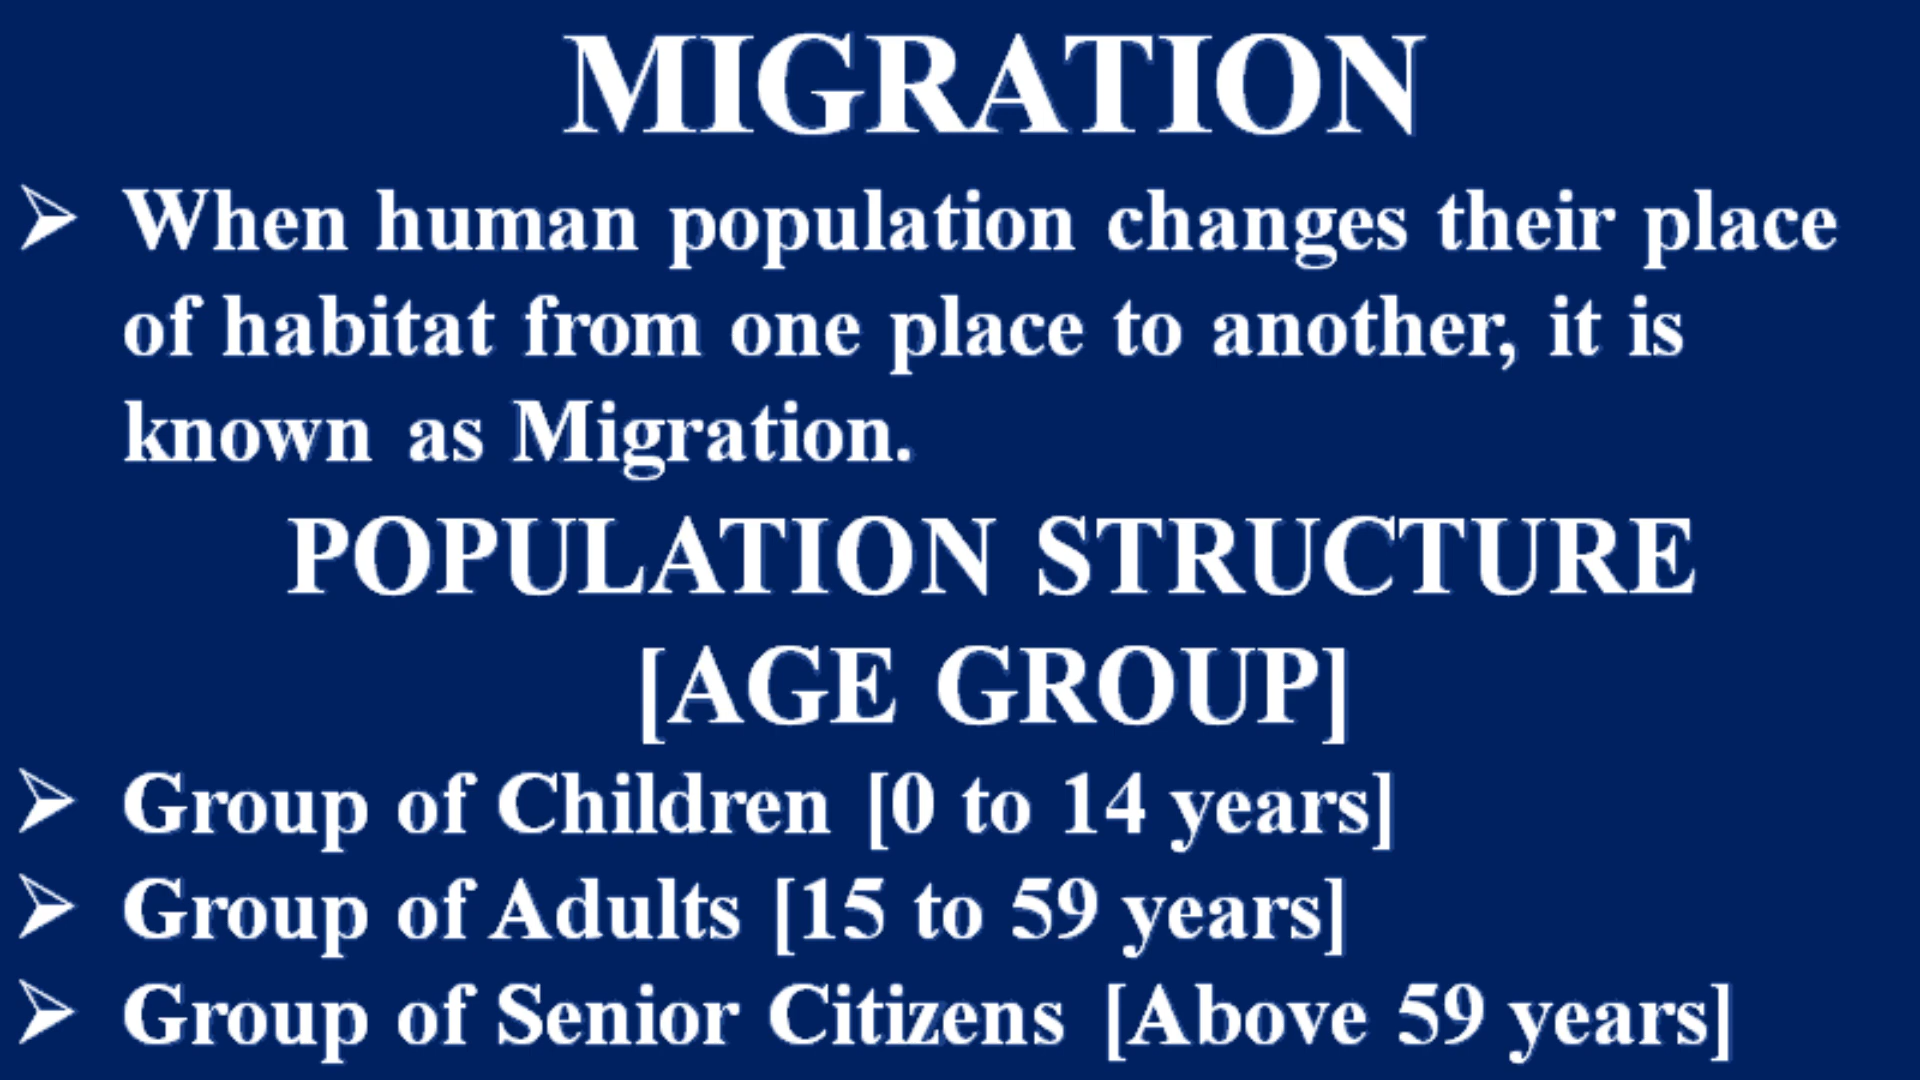 MIGRATION
➢ When human population changes their place
of habitat from one place to another, it is
known as Migration.
POPULATION STRUCTURE
[AGE GROUP]
➢ Group of Children [0 to 14 years]
➢ Group of Adults [15 to 59 years]
➢ Group of Senior Citizens [Above 59 years]